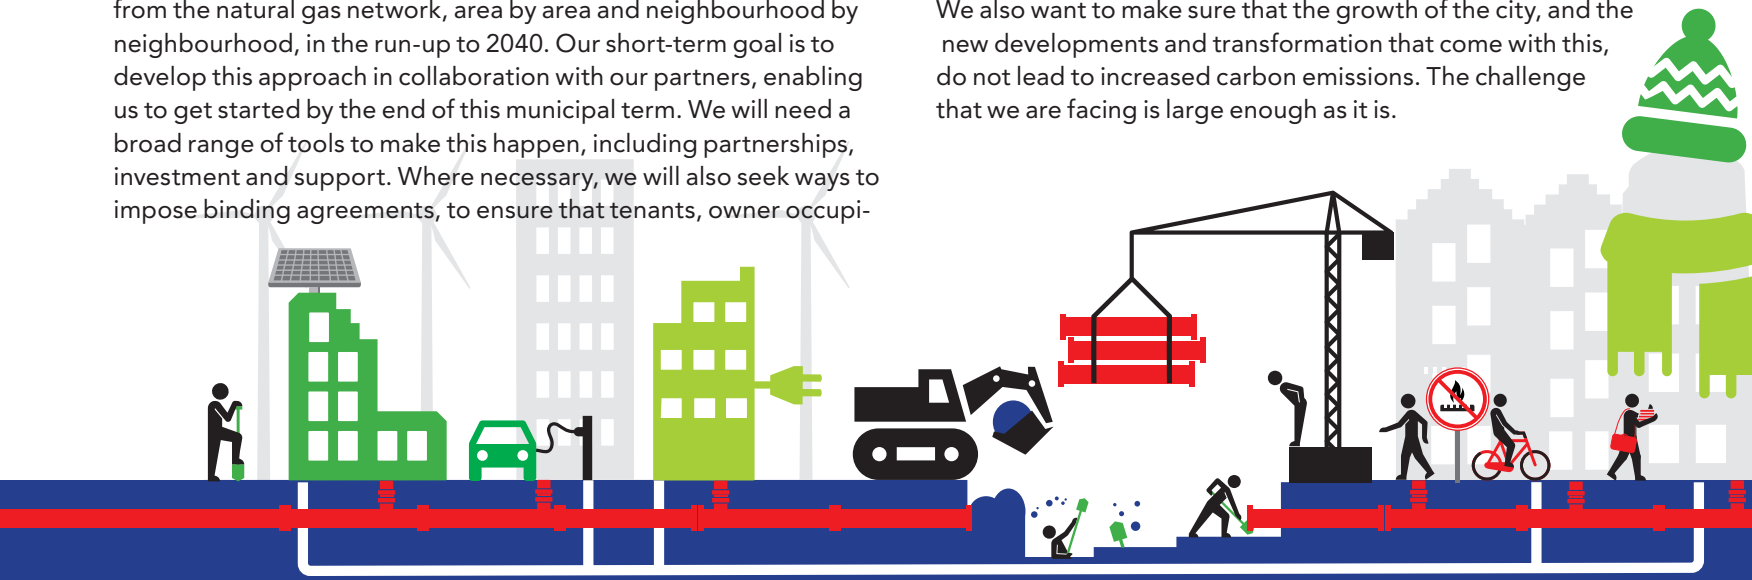 from the natural gas network, area by area and neighbourhood by
neighbourhood, in the run-up to 2040. Our short-term goal is to
develop this approach in collaboration with our partners, enabling
us to get started by the end of this municipal term. We will need a
broad range of tools to make this happen, including partnerships,
investment and support. Where necessary, we will also seek ways to
impose binding agreements, to ensure that tenants, owner occupi-
We also want to make sure that the growth of the city, and the
new developments and transformation that come with this,
do not lead to increased carbon emissions. The challenge
that we are facing is large enough as it is.